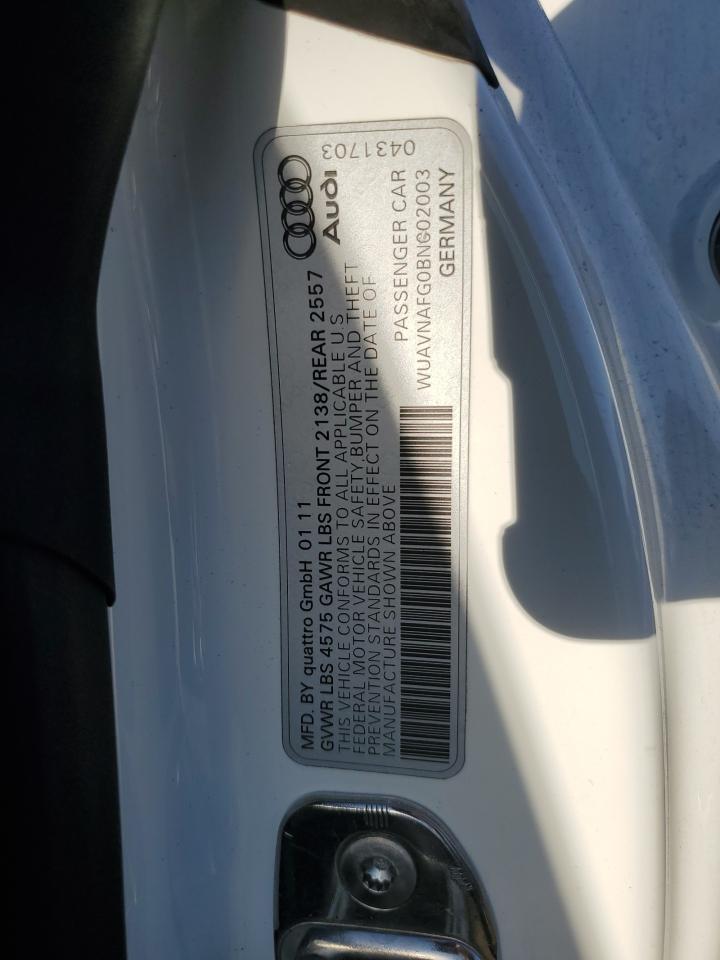 0431703
Audi
MFD. BY quattro GmbH 01 11
GVWR LBS 4575 GAWR LBS FRONT 2138/REAR 2557
THIS VEHICLE CONFORMS TO ALL APPLICABLE U S
FEDERAL MOTOR VEHICLE SAFETY,BUMPER AND THEFT
PREVENTION STANDARDS IN EFFECT ON THE DATE OF
MANUFACTURE SHOWN ABOVE
PASSENGER CAR
WUAVNAFG0BN002003
GERMANY